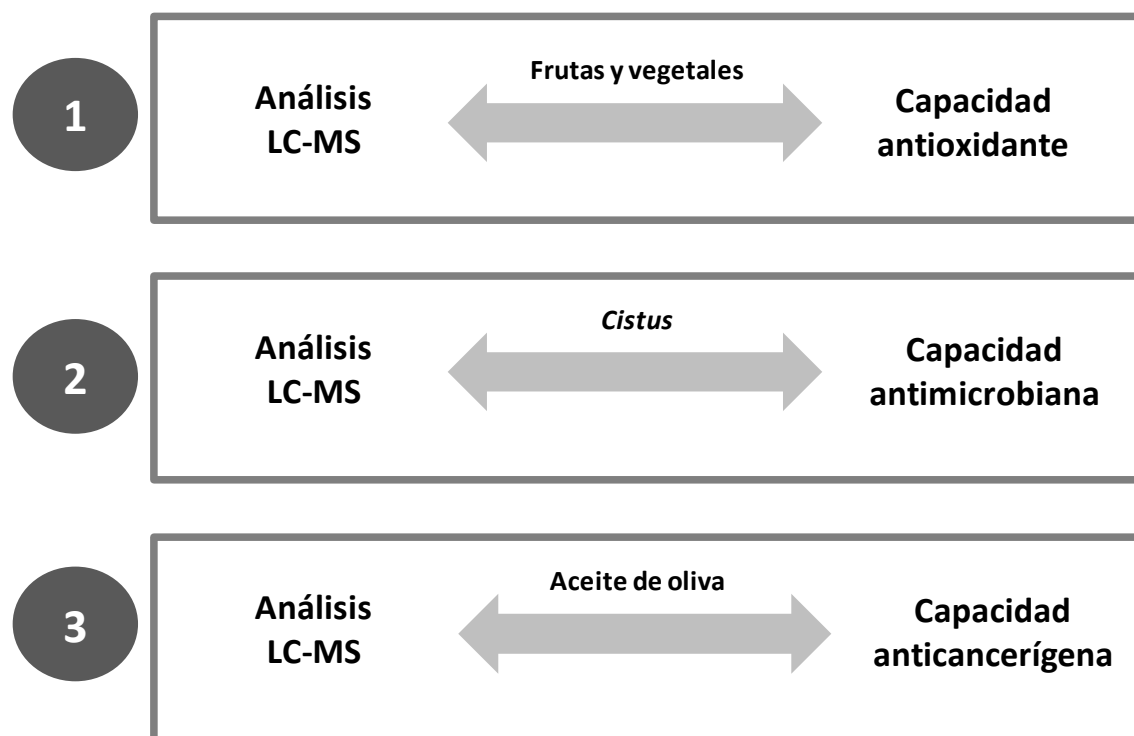 1
Análisis
LC-MS
Frutas y vegetales
Capacidad
antioxidante
2
Análisis
LC-MS
Cistus
Capacidad
antimicrobiana
3
Análisis
LC-MS
Aceite de oliva
Capacidad
anticancerígena